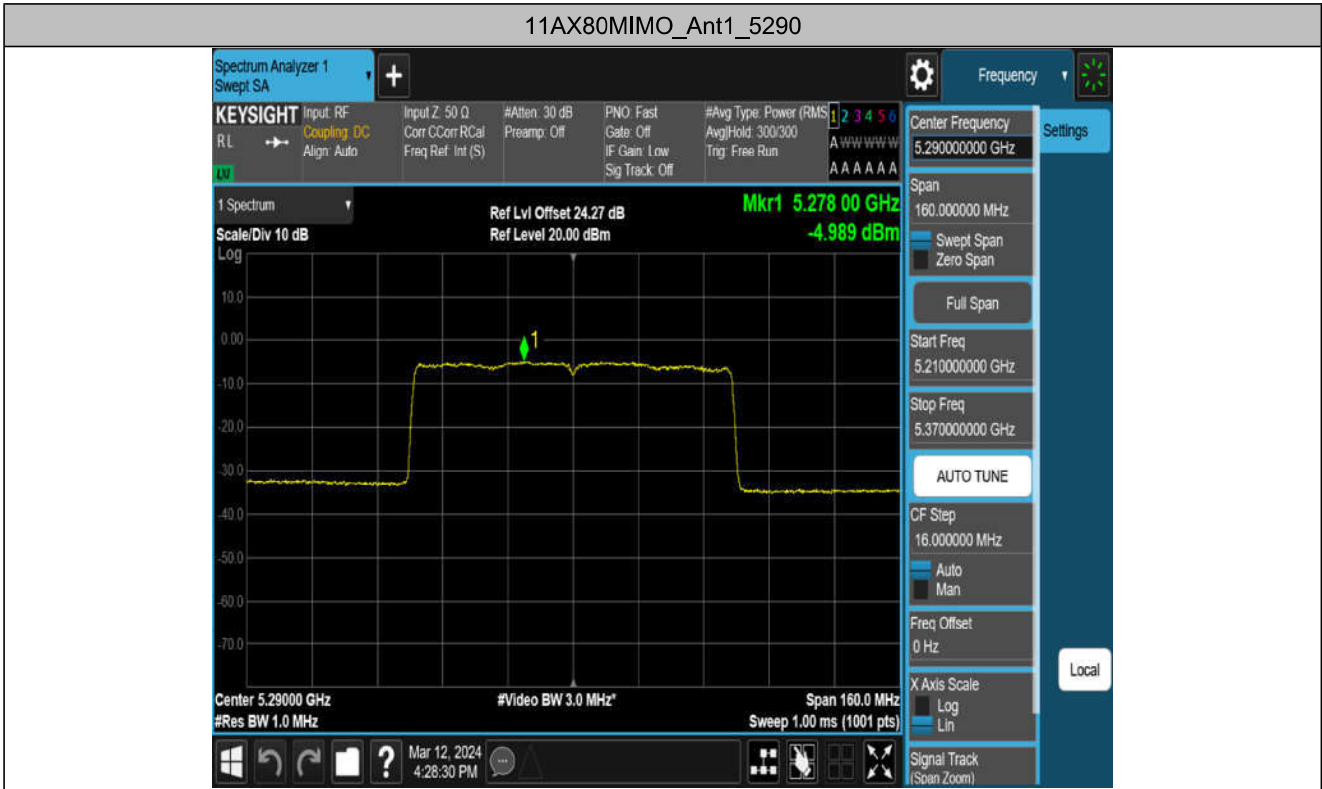 11AX80MIMO_Ant1_5290
Spectrum Analyzer 1
Swept SA
+
Frequency
KEYSIGHT
RL
LXI
Input: RF
Coupling: DC
Align: Auto
Input Z: 50 Ω
Corr CCorr RCal
Freq Ref: Int (S)
#Atten: 30 dB
Preamp: Off
PNO: Fast
Gate: Off
IF Gain: Low
Sig Track: Off
#Avg Type: Power (RMS
Avg|Hold: 300/300
Trig: Free Run
1 2 3 4 5 6
A W W W W W
A A A A A A
Center Frequency
5.290000000 GHz
Settings
1 Spectrum
Scale/Div 10 dB
Log
Ref Lvl Offset 24.27 dB
Ref Level 20.00 dBm
Mkr1 5.278 00 GHz
-4.989 dBm
10.0
0.00
-10.0
-20.0
-30.0
-40.0
-50.0
-60.0
-70.0
1
Center 5.29000 GHz
#Res BW 1.0 MHz
#Video BW 3.0 MHz*
Span 160.0 MHz
Sweep 1.00 ms (1001 pts)
Span
160.000000 MHz
Swept Span
Zero Span
Full Span
Start Freq
5.210000000 GHz
Stop Freq
5.370000000 GHz
AUTO TUNE
CF Step
16.000000 MHz
Auto
Man
Freq Offset
0 Hz
X Axis Scale
Log
Lin
Signal Track
(Span Zoom)
Local
?
Mar 12, 2024
4:28:30 PM